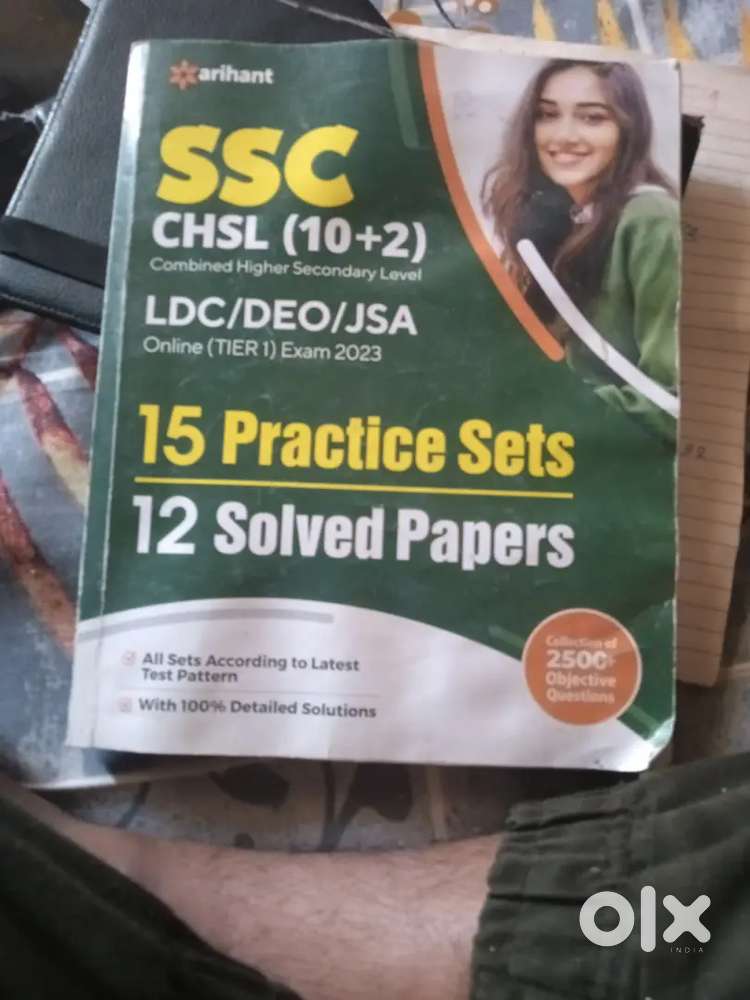 arihant
SSC
CHSL (10+2)
Combined Higher Secondary Level
LDC/DEO/JSA
Online (TIER 1) Exam 2023
15 Practice Sets
12 Solved Papers
All Sets According to Latest
Test Pattern
With 100% Detailed Solutions
Collection of
2500+
Objective
Questions
olx
INDIA